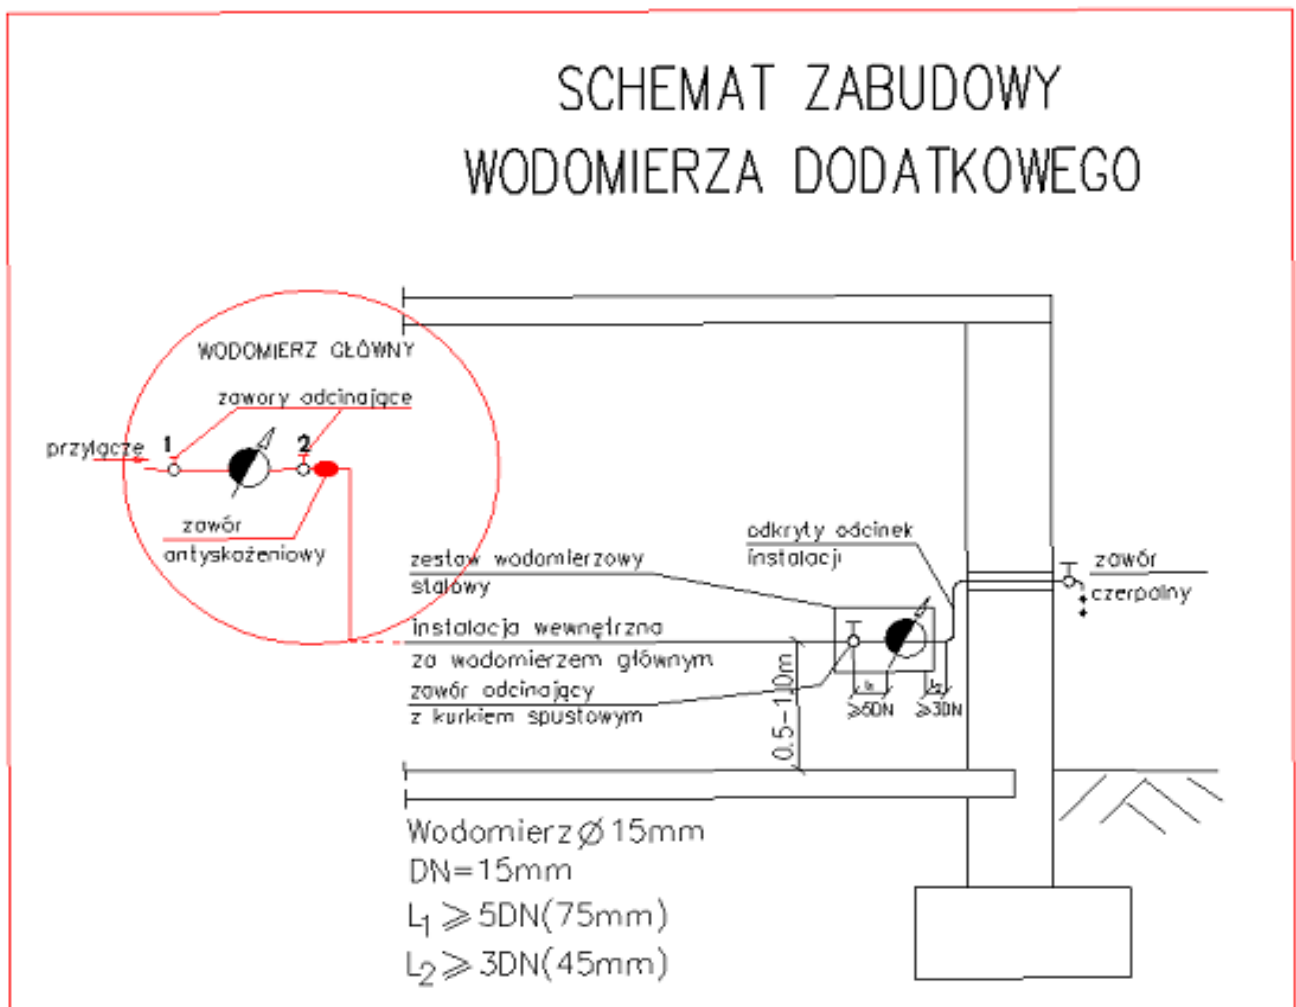 SCHEMAT ZABUDOWY
WODOMIERZA DODATKOWEGO
WODOMIERZ GŁÓWNY
zawory odcinające
przyłącze
1
2
zawór
antyskażeniowy
zestaw wodomierzowy
stalowy
odkryty odcinek
instalacji
zawór
czerpalny
instalacja wewnętrzna
za wodomierzem głównym
zawór odcinający
z kurkiem spustowym
L1
L2
≥5DN
≥3DN
0.5-1.0m
Wodomierz Ø 15mm
DN=15mm
L1 ≥ 5DN(75mm)
L2 ≥ 3DN(45mm)